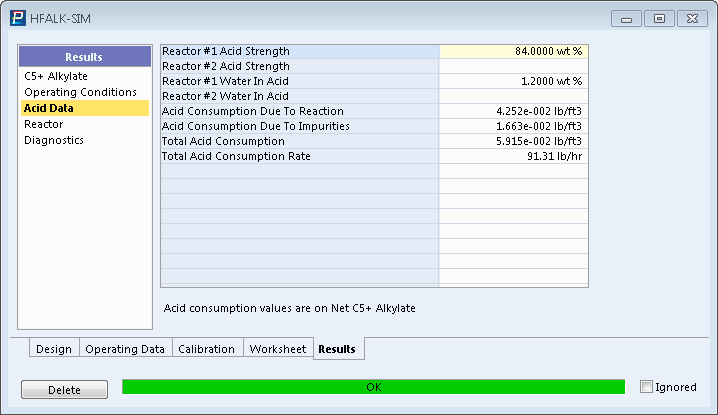 HFALK-SIM
Results
C5+ Alkylate
Operating Conditions
Acid Data
Reactor
Diagnostics
Reactor #1 Acid Strength 84.0000 wt %
Reactor #2 Acid Strength
Reactor #1 Water In Acid 1.2000 wt %
Reactor #2 Water In Acid
Acid Consumption Due To Reaction 4.252e-002 lb/ft3
Acid Consumption Due To Impurities 1.663e-002 lb/ft3
Total Acid Consumption 5.915e-002 lb/ft3
Total Acid Consumption Rate 91.31 lb/hr
Acid consumption values are on Net C5+ Alkylate
Design Operating Data Calibration Worksheet Results
Delete OK Ignored